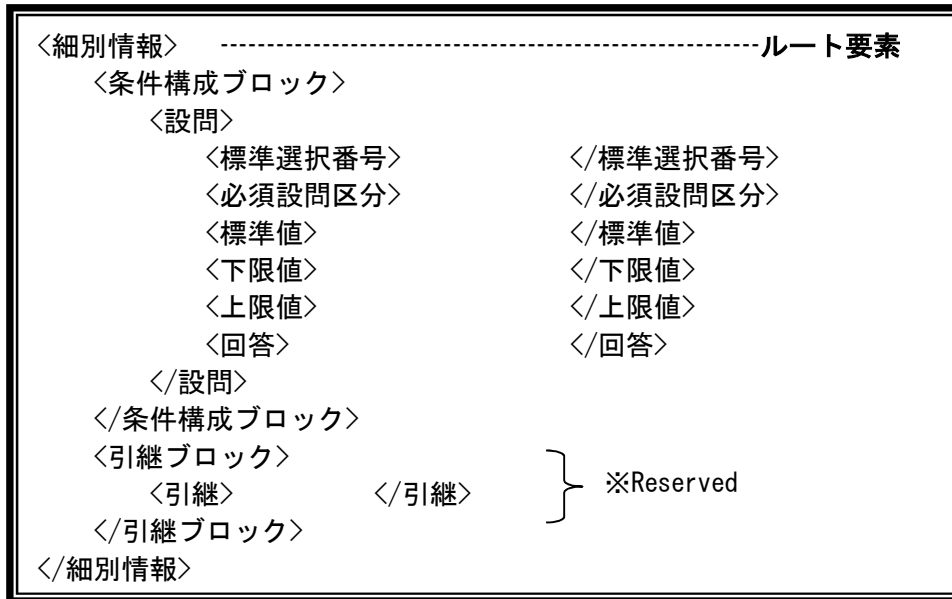 <細別情報> ルート要素
<条件構成ブロック>
<設問>
<標準選択番号> </標準選択番号>
<必須設問区分> </必須設問区分>
<標準値> </標準値>
<下限値> </下限値>
<上限値> </上限値>
<回答> </回答>
</設問>
</条件構成ブロック>
<引継ブロック>
<引継> </引継> ※Reserved
</引継ブロック>
</細別情報>